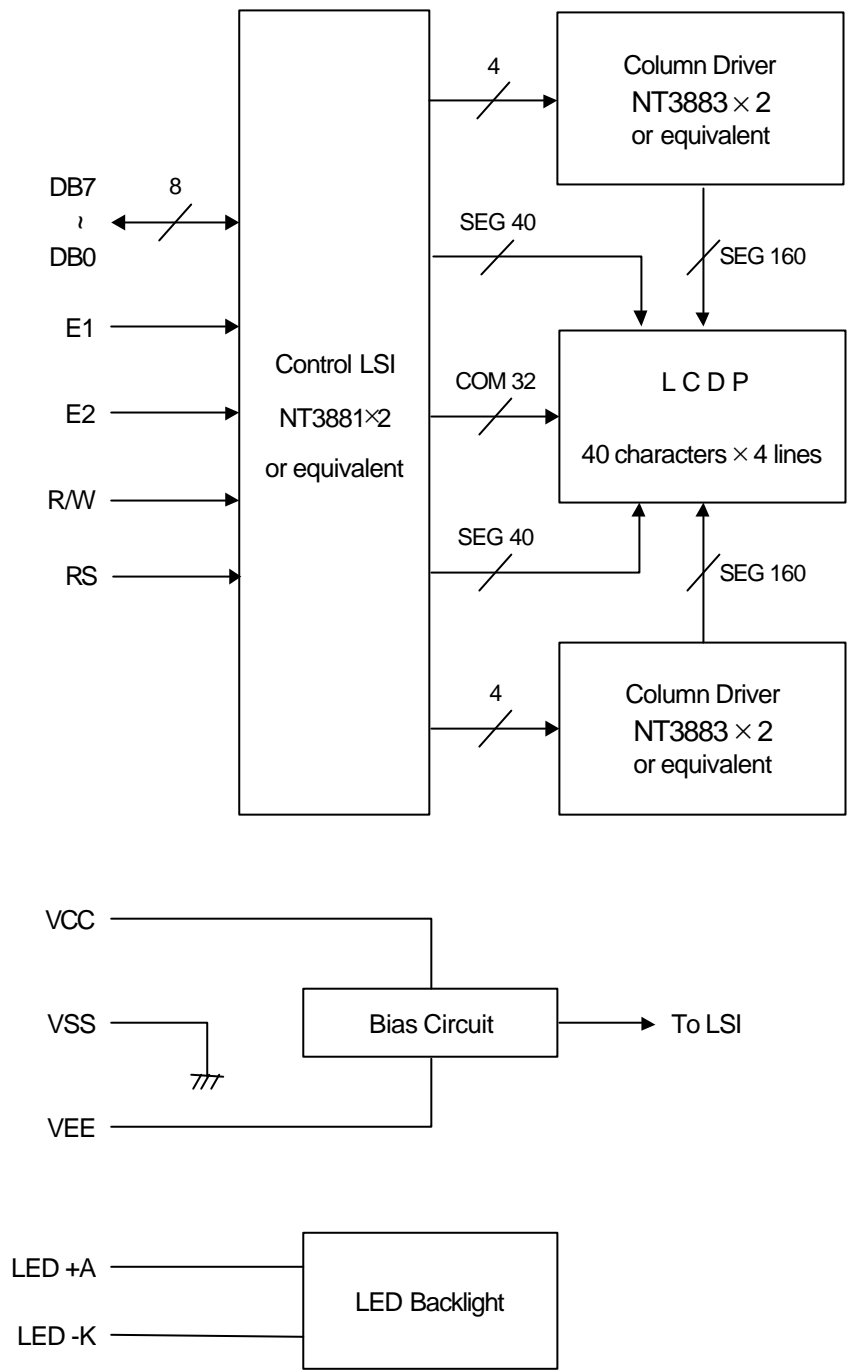 4
Column Driver
NT3883 × 2
or equivalent
DB7
~
DB0
8
SEG 40
SEG 160
E1
E2
R/W
RS
Control LSI
NT3881×2
or equivalent
COM 32
L C D P
40 characters × 4 lines
SEG 40
SEG 160
4
Column Driver
NT3883 × 2
or equivalent
VCC
VSS
VEE
Bias Circuit
To LSI
LED +A
LED -K
LED Backlight